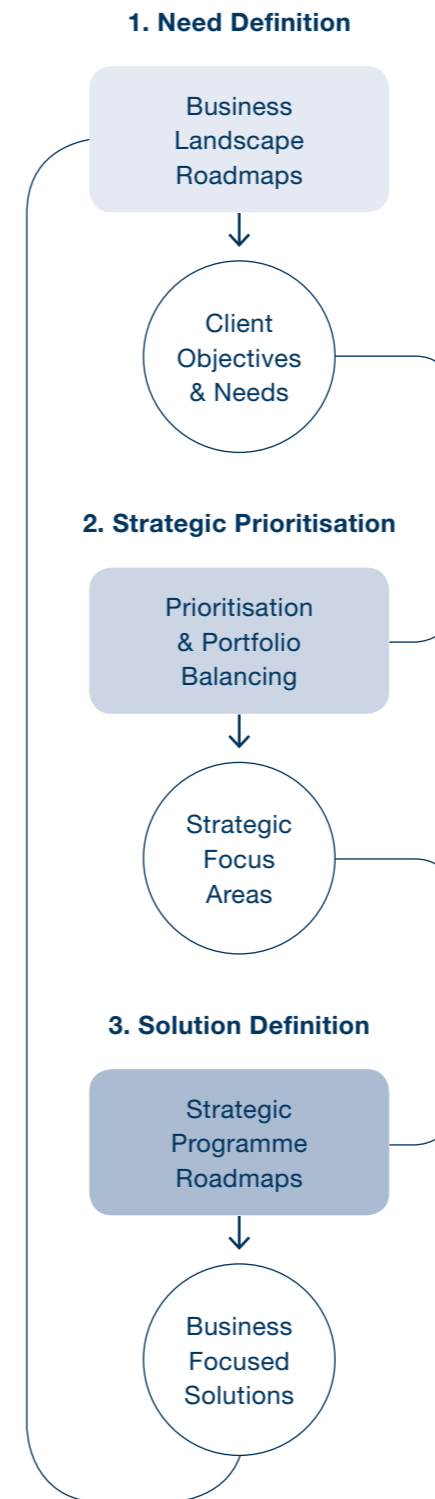 1. Need Definition
Business
Landscape
Roadmaps
Client
Objectives
& Needs
2. Strategic Prioritisation
Prioritisation
& Portfolio
Balancing
Strategic
Focus
Areas
3. Solution Definition
Strategic
Programme
Roadmaps
Business
Focused
Solutions